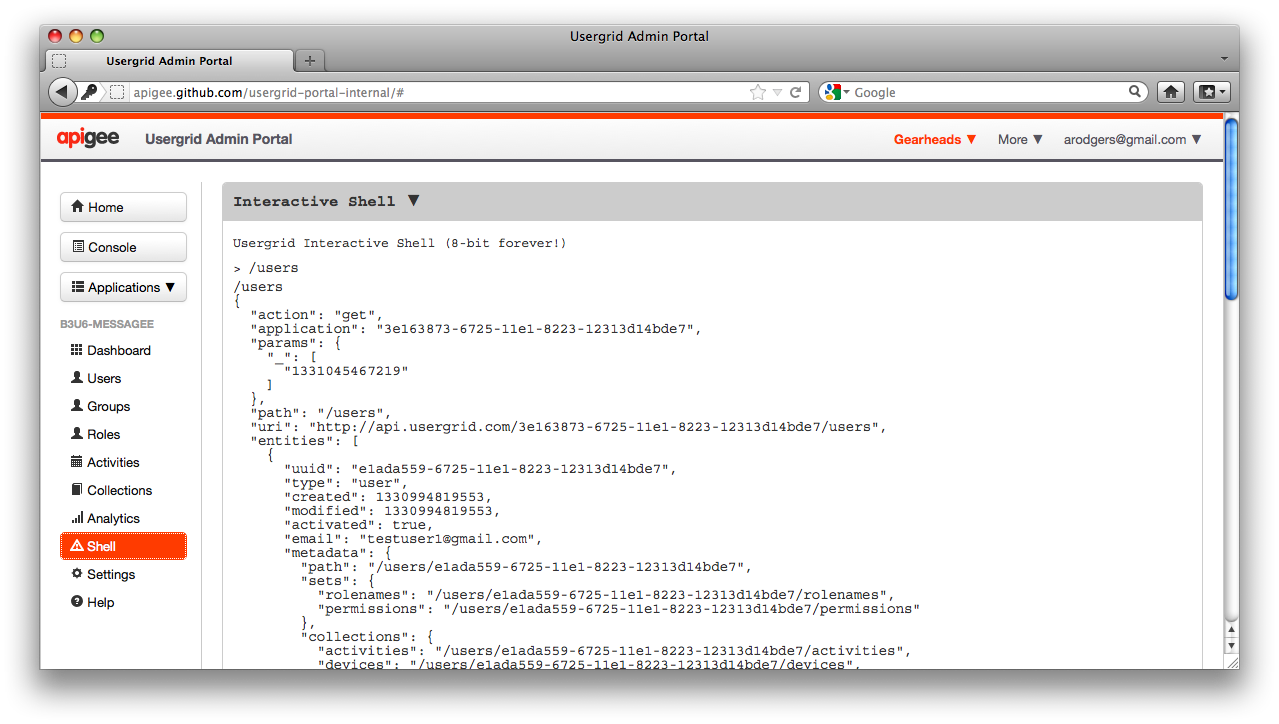 Usergrid Admin Portal
Usergrid Admin Portal
apigee.github.com/usergrid-portal-internal/#
Google
apigee
Usergrid Admin Portal
Gearheads ▼
More ▼
arodgers@gmail.com ▼
Home
Console
Applications ▼
B3U6-MESSAGEE
Dashboard
Users
Groups
Roles
Activities
Collections
Analytics
Shell
Settings
Help
Interactive Shell ▼
Usergrid Interactive Shell (8-bit forever!)
> /users
/users
{
"action": "get",
"application": "3e163873-6725-11e1-8223-12313d14bde7",
"params": {
"_": [
"1331045467219"
]
},
"path": "/users",
"uri": "http://api.usergrid.com/3e163873-6725-11e1-8223-12313d14bde7/users",
"entities": [
{
"uuid": "e1ada559-6725-11e1-8223-12313d14bde7",
"type": "user",
"created": 1330994819553,
"modified": 1330994819553,
"activated": true,
"email": "testuser1@gmail.com",
"metadata": {
"path": "/users/e1ada559-6725-11e1-8223-12313d14bde7",
"sets": {
"rolenames": "/users/e1ada559-6725-11e1-8223-12313d14bde7/rolenames",
"permissions": "/users/e1ada559-6725-11e1-8223-12313d14bde7/permissions"
},
"collections": {
"activities": "/users/e1ada559-6725-11e1-8223-12313d14bde7/activities",
"devices": "/users/e1ada559-6725-11e1-8223-12313d14bde7/devices",